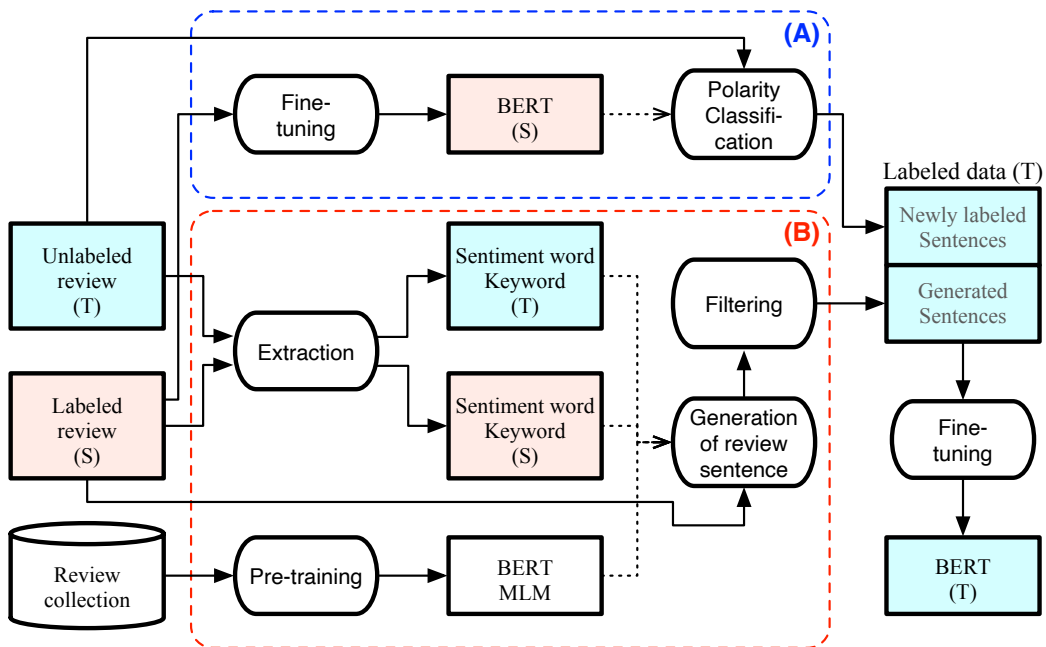 (A)
Fine-
tuning
BERT
(S)
Polarity
Classifi-
cation
Labeled data (T)
Newly labeled
Sentences
Generated
Sentences
(B)
Unlabeled
review
(T)
Sentiment word
Keyword
(T)
Filtering
Extraction
Labeled
review
(S)
Sentiment word
Keyword
(S)
Generation
of review
sentence
Fine-
tuning
Review
collection
Pre-training
BERT
MLM
BERT
(T)